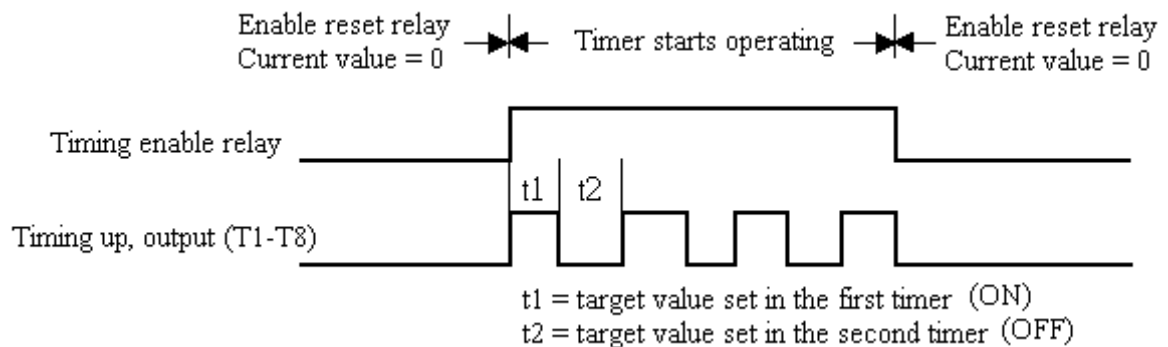 Enable reset relay
Current value = 0
Timer starts operating
Enable reset relay
Current value = 0
Timing enable relay
t1
t2
Timing up, output (T1-T8)
t1 = target value set in the first timer (ON)
t2 = target value set in the second timer (OFF)